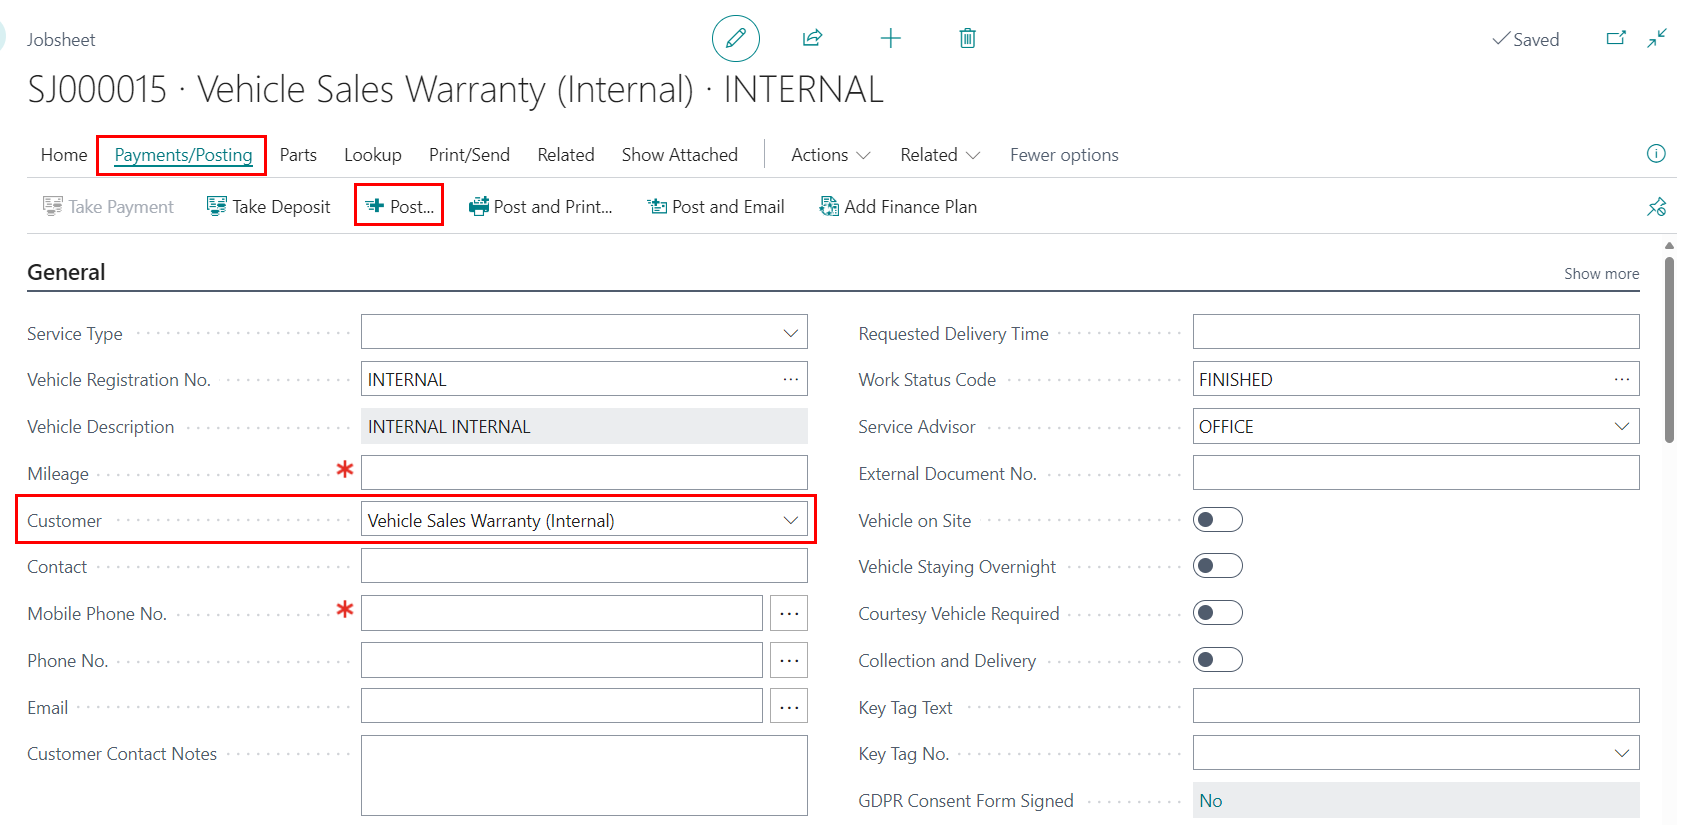 Jobsheet
Saved
SJ000015 · Vehicle Sales Warranty (Internal) · INTERNAL
Home Payments/Posting Parts Lookup Print/Send Related Show Attached Actions Related Fewer options
Take Payment Take Deposit Post... Post and Print... Post and Email Add Finance Plan
General Show more
Service Type
Vehicle Registration No. INTERNAL
Vehicle Description INTERNAL INTERNAL
Mileage *
Customer Vehicle Sales Warranty (Internal)
Contact
Mobile Phone No. *
Phone No.
Email
Customer Contact Notes
Requested Delivery Time
Work Status Code FINISHED
Service Advisor OFFICE
External Document No.
Vehicle on Site
Vehicle Staying Overnight
Courtesy Vehicle Required
Collection and Delivery
Key Tag Text
Key Tag No.
GDPR Consent Form Signed No